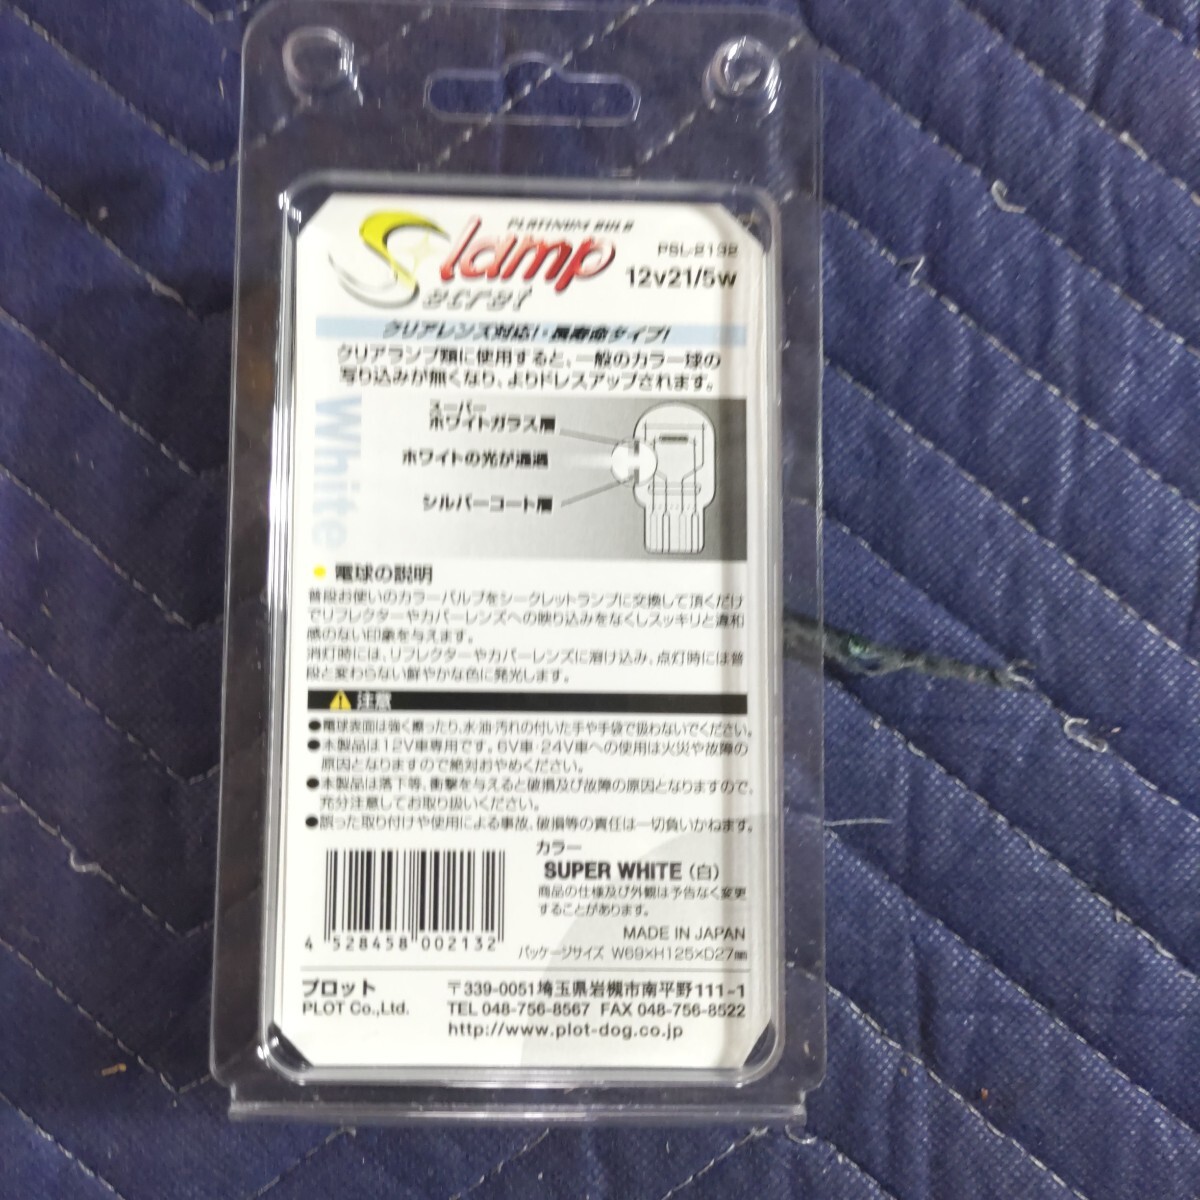 PLATINUM BULB
Slamp
ecret
PSL-2132
12v21/5w
クリアレンズ対応!・長寿命タイプ!
クリアランプ類に使用すると、一般のカラー球の
写り込みが無くなり、よりドレスアップされます。
White
スーパー
ホワイトガラス層
ホワイトの光が透過
シルバーコート層
電球の説明
普段お使いのカラーバルブをシークレットランプに交換して頂くだけ
でリフレクターやカバーレンズへの映り込みをなくしスッキリと違和
感のない印象を与えます。
消灯時には、リフレクターやカバーレンズに溶け込み、点灯時には普
段と変わらない鮮やかな色に発光します。
注意
●電球表面は強く擦ったり、水・油・汚れの付いた手や手袋で扱わないでください。
●本製品は12V車専用です。6V車・24V車への使用は火災や故障の
原因となりますので絶対おやめください。
●本製品は落下等、衝撃を与えると破損及び故障の原因となりますので、
充分注意してお取り扱いください。
●誤った取り付けや使用による事故、破損等の責任は一切負いかねます。
カラー
SUPER WHITE(白)
商品の仕様及び外観は予告なく変更
することがあります。
MADE IN JAPAN
4 528458 002132
パッケージサイズ W69×H125×D27mm
プロット 〒339-0051埼玉県岩槻市南平野111-1
PLOT Co.,Ltd. TEL 048-756-8567 FAX 048-756-8522
http://www.plot-dog.co.jp